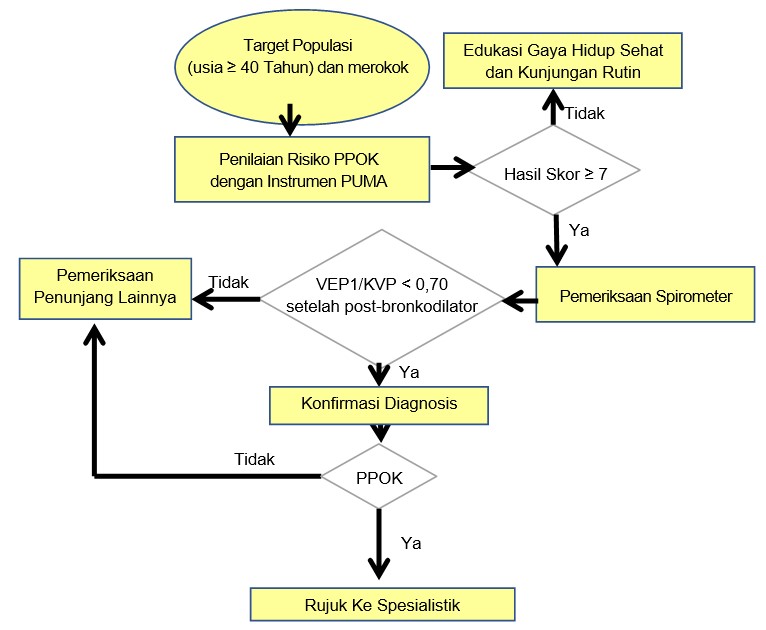 Target Populasi
(usia ≥ 40 Tahun) dan merokok
Edukasi Gaya Hidup Sehat
dan Kunjungan Rutin
Tidak
Penilaian Risiko PPOK
dengan Instrumen PUMA
Hasil Skor ≥ 7
Ya
Pemeriksaan
Penunjang Lainnya
Tidak
VEP1/KVP < 0,70
setelah post-bronkodilator
Pemeriksaan Spirometer
Ya
Konfirmasi Diagnosis
Tidak
PPOK
Ya
Rujuk Ke Spesialistik